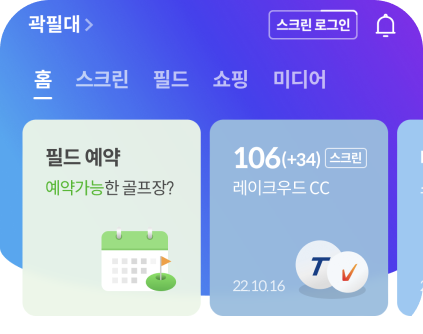 곽필대
스크린 로그인
홈 스크린 필드 쇼핑 미디어
필드 예약
예약가능한 골프장?
106(+34) 스크린
레이크우드 CC
22.10.16
T